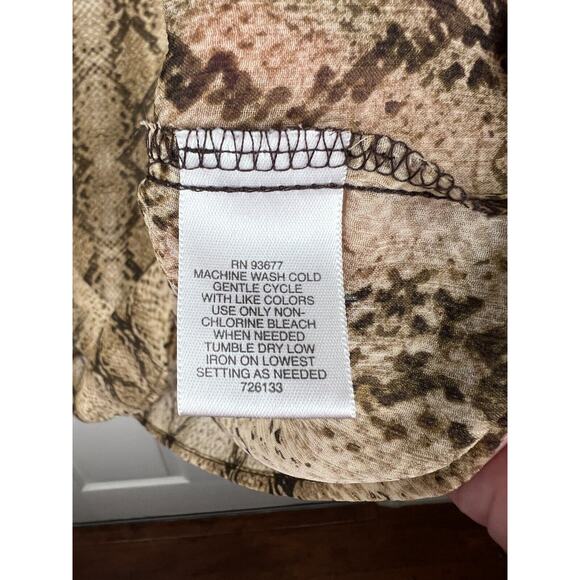 RN 93677
MACHINE WASH COLD
GENTLE CYCLE
WITH LIKE COLORS
USE ONLY NON-
CHLORINE BLEACH
WHEN NEEDED
TUMBLE DRY LOW
IRON ON LOWEST
SETTING AS NEEDED
726133